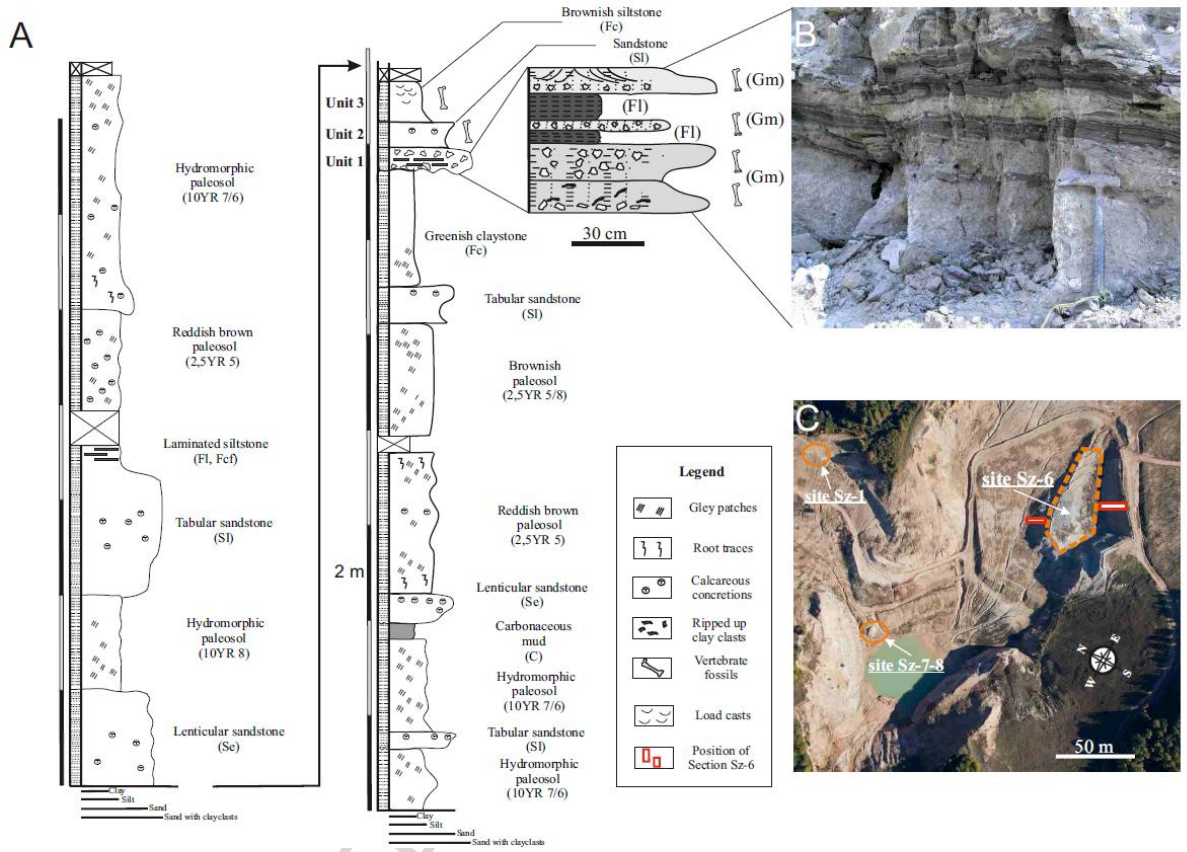 A
Hydromorphic
paleosol
(10YR 7/6)
Reddish brown
paleosol
(2,5YR 5)
Laminated siltstone
(Fl, Fcf)
Tabular sandstone
(Sl)
Hydromorphic
paleosol
(10YR 8)
Lenticular sandstone
(Se)
Clay
Silt
Sand
Sand with clayclasts
Brownish siltstone
(Fc)
Sandstone
(Sl)
Unit 3
Unit 2
Unit 1
Greenish claystone
(Fc)
Tabular sandstone
(Sl)
Brownish
paleosol
(2,5YR 5/8)
Reddish brown
paleosol
(2,5YR 5)
2 m
Lenticular sandstone
(Se)
Carbonaceous
mud
(C)
Hydromorphic
paleosol
(10YR 7/6)
Tabular sandstone
(Sl)
Hydromorphic
paleosol
(10YR 7/6)
Clay
Silt
Sand
Sand with clayclasts
(Gm)
(Fl)
(Gm)
(Fl)
(Gm)
30 cm
B
Legend
Gley patches
Root traces
Calcareous
concretions
Ripped up
clay clasts
Vertebrate
fossils
Load casts
Position of
Section Sz-6
C
site Sz-1
site Sz-6
site Sz-7-8
N
E
W
S
50 m